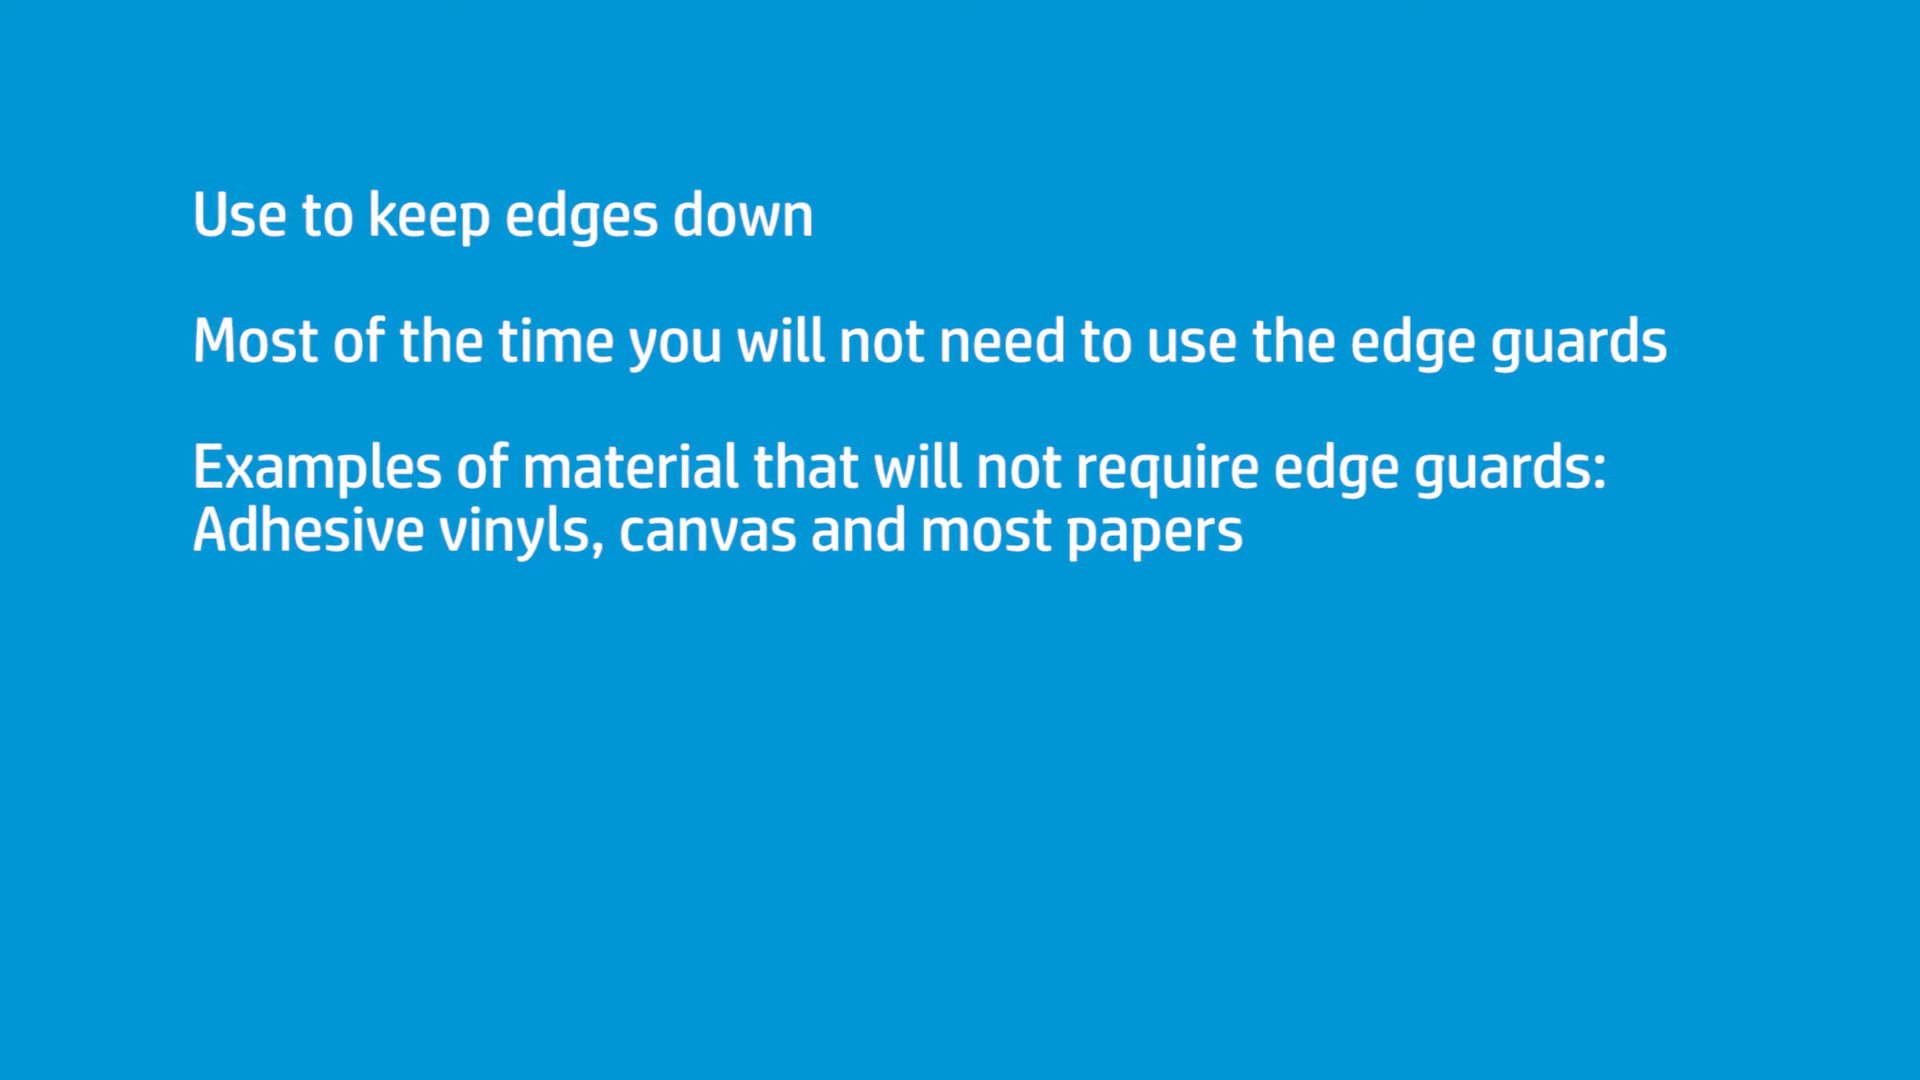 Use to keep edges down
Most of the time you will not need to use the edge guards
Examples of material that will not require edge guards:
Adhesive vinyls, canvas and most papers